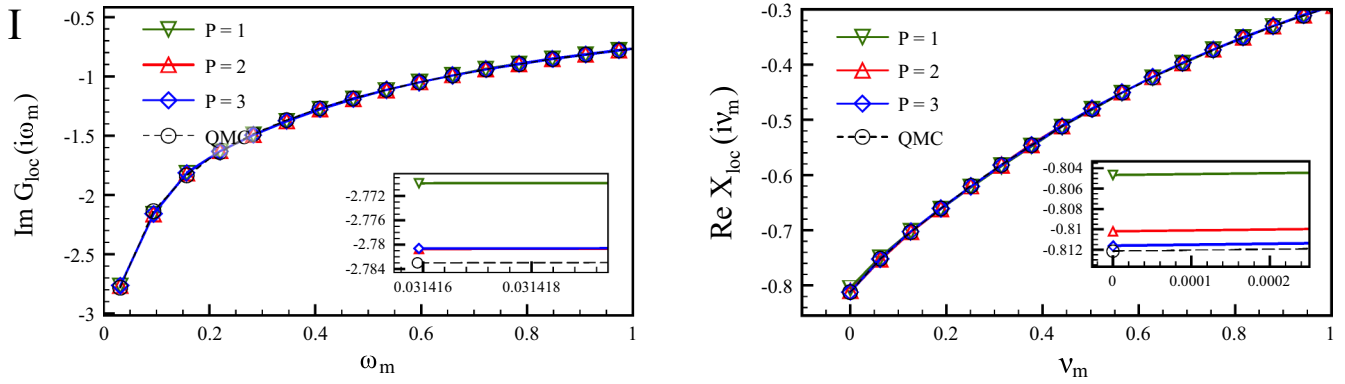 I
Im G_loc (iω_m)
-0.5
-1
-1.5
-2
-2.5
-3
P = 1
P = 2
P = 3
QMC
-2.772
-2.776
-2.78
-2.784
0.031416
0.031418
0
0.2
0.4
0.6
0.8
1
ω_m
Re X_loc (iν_m)
-0.3
-0.4
-0.5
-0.6
-0.7
-0.8
P = 1
P = 2
P = 3
QMC
-0.804
-0.806
-0.808
-0.81
-0.812
0
0.0001
0.0002
0
0.2
0.4
0.6
0.8
1
ν_m